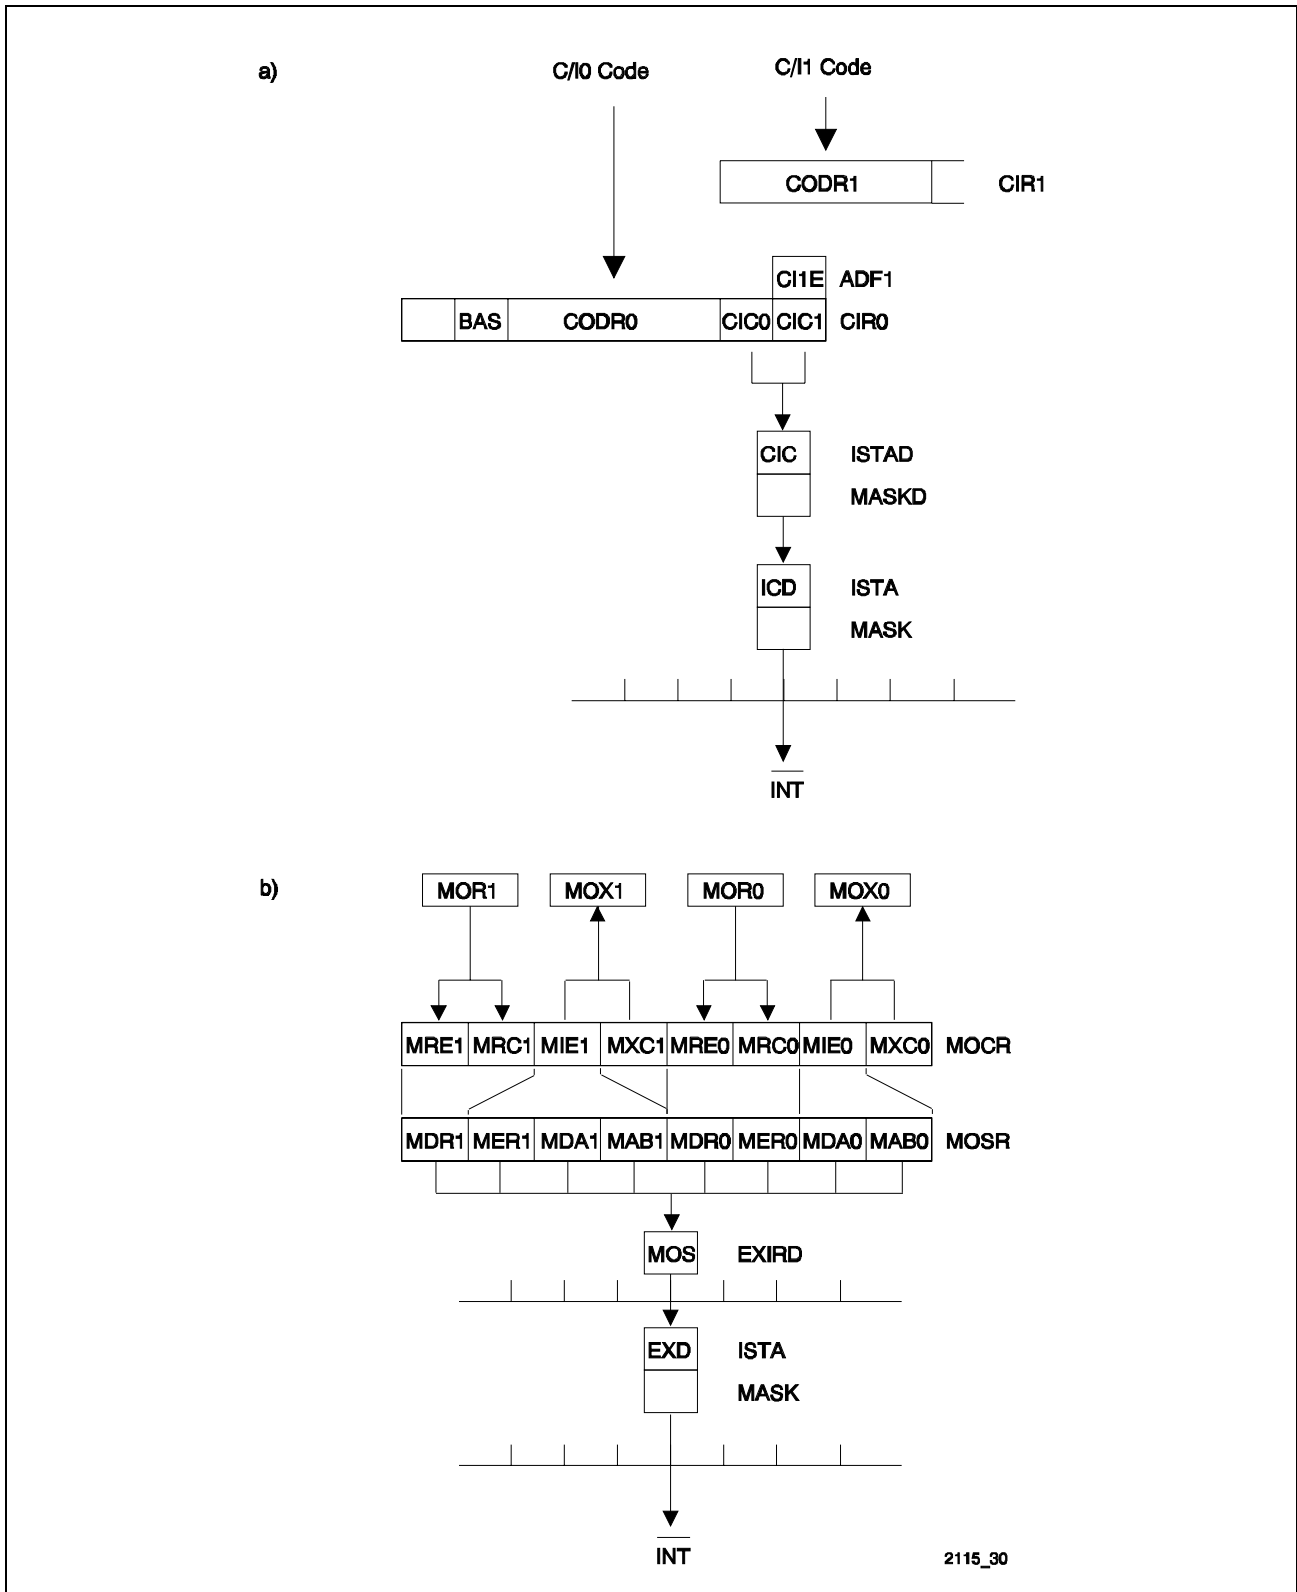 a)
C/I0 Code
C/I1 Code
CODR1
CIR1
CI1E ADF1
BAS CODR0 CIC0 CIC1 CIR0
CIC ISTAD
MASKD
ICD ISTA
MASK
INT
b)
MOR1 MOX1 MOR0 MOX0
MRE1 MRC1 MIE1 MXC1 MRE0 MRC0 MIE0 MXC0 MOCR
MDR1 MER1 MDA1 MAB1 MDR0 MER0 MDA0 MAB0 MOSR
MOS EXIRD
EXD ISTA
MASK
INT
2115_30